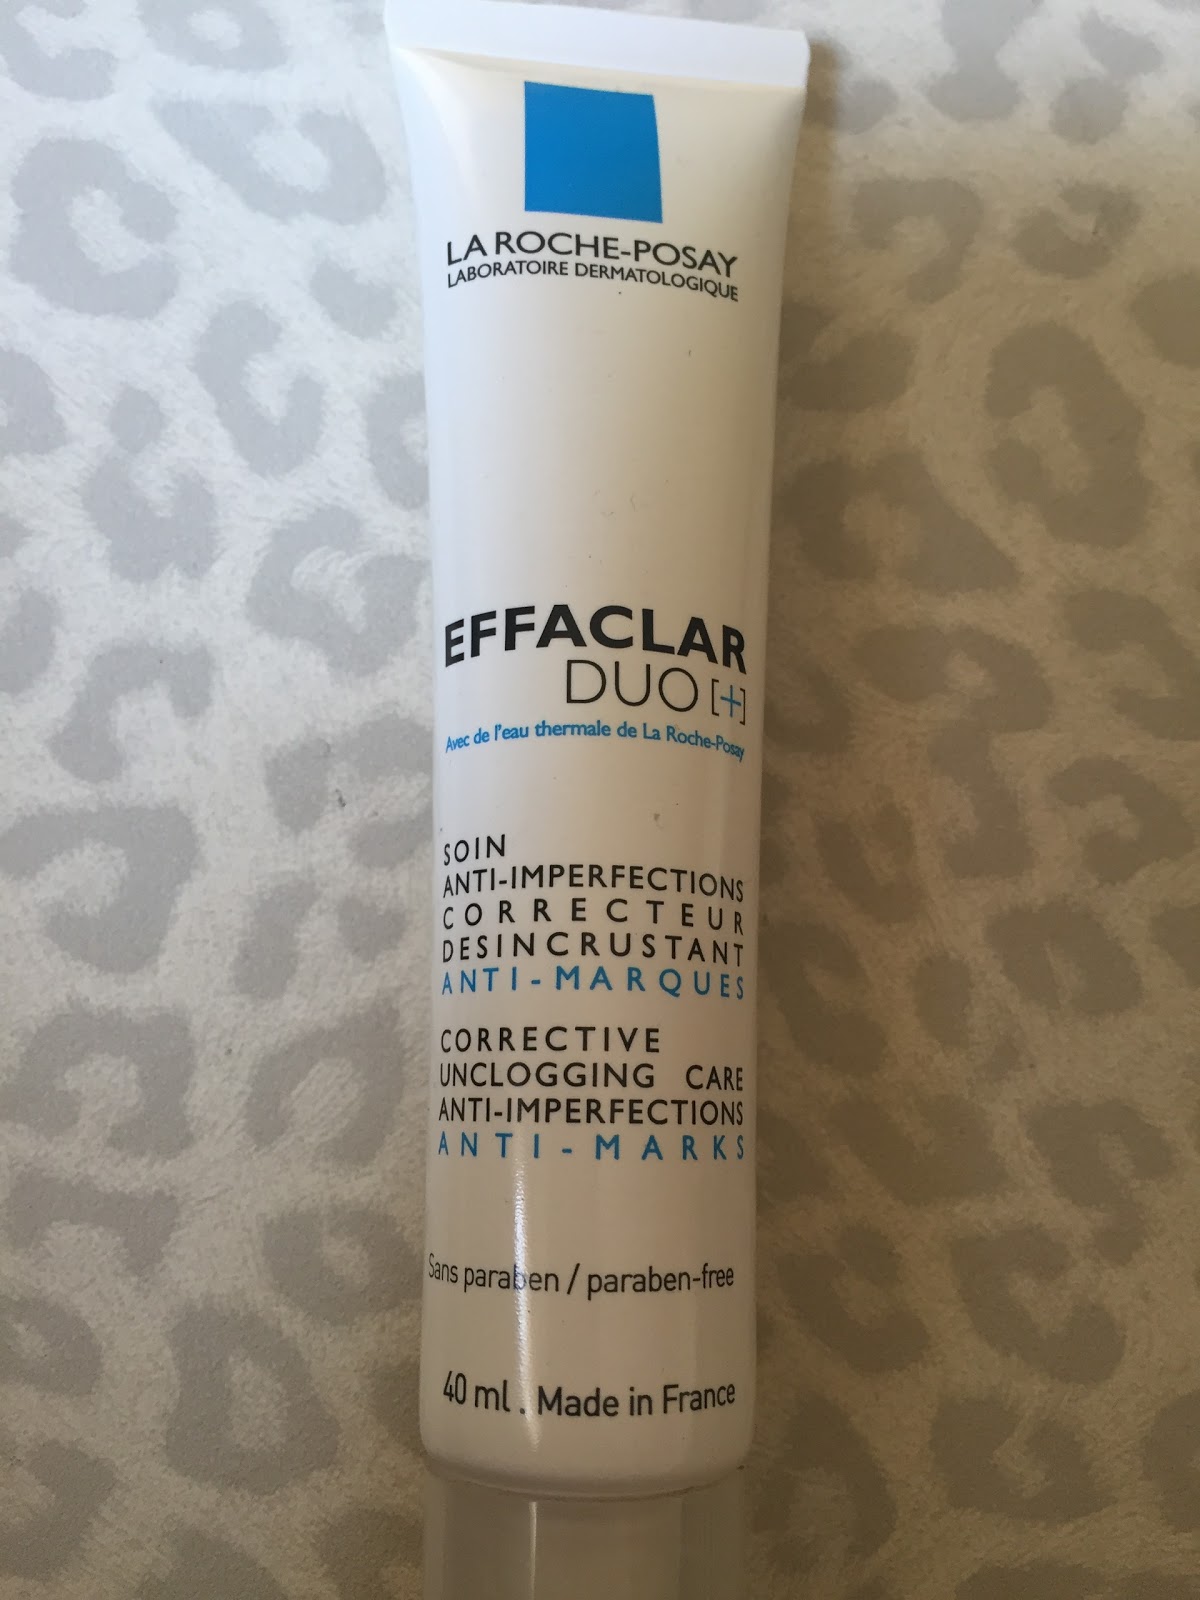 LA ROCHE-POSAY
LABORATOIRE DERMATOLOGIQUE
EFFACLAR
DUO [+]
Avec de l'eau thermale de La Roche-Posay
SOIN
ANTI-IMPERFECTIONS
CORRECTEUR
DESINCRUSTANT
ANTI-MARQUES
CORRECTIVE
UNCLOGGING CARE
ANTI-IMPERFECTIONS
ANTI-MARKS
Sans paraben / paraben-free
40 ml . Made in France